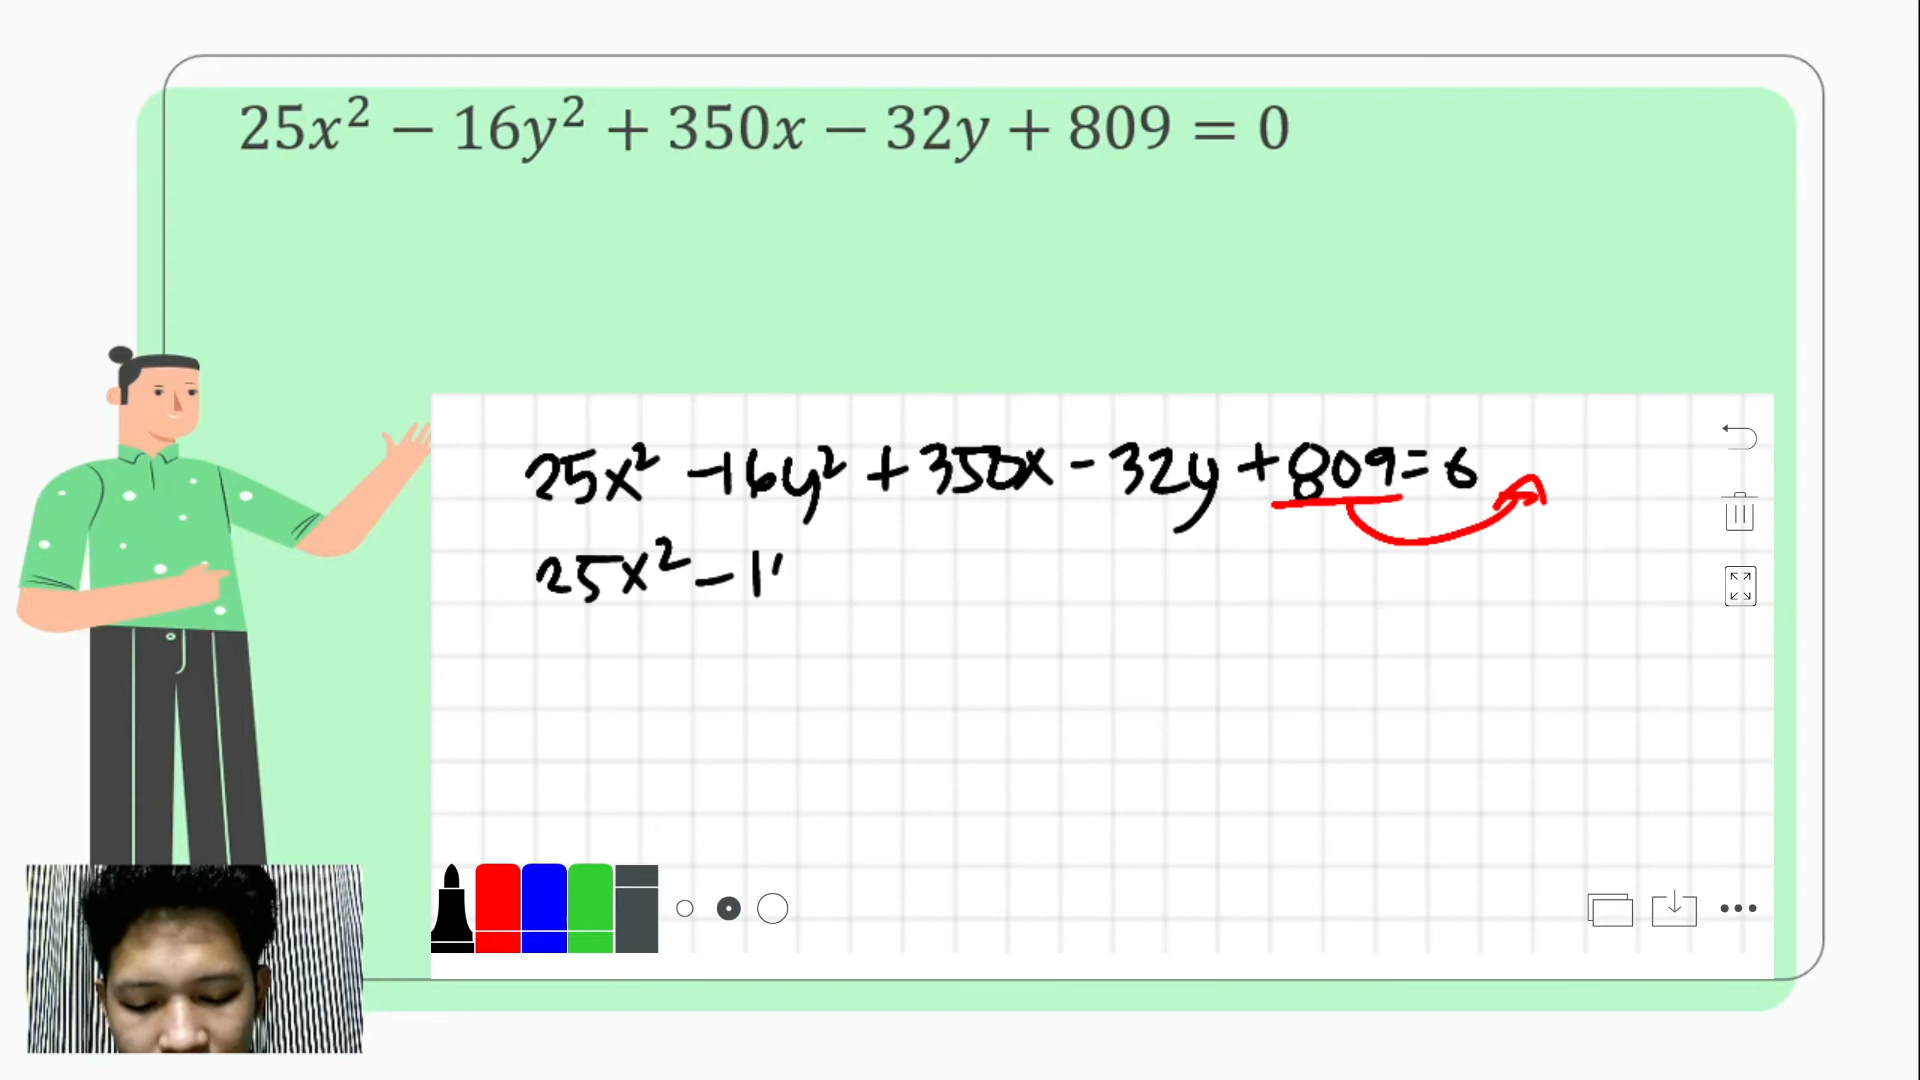 25x² − 16y² + 350x − 32y + 809 = 0
25x² -16y² +350x - 32y +809=0
25x² - 1